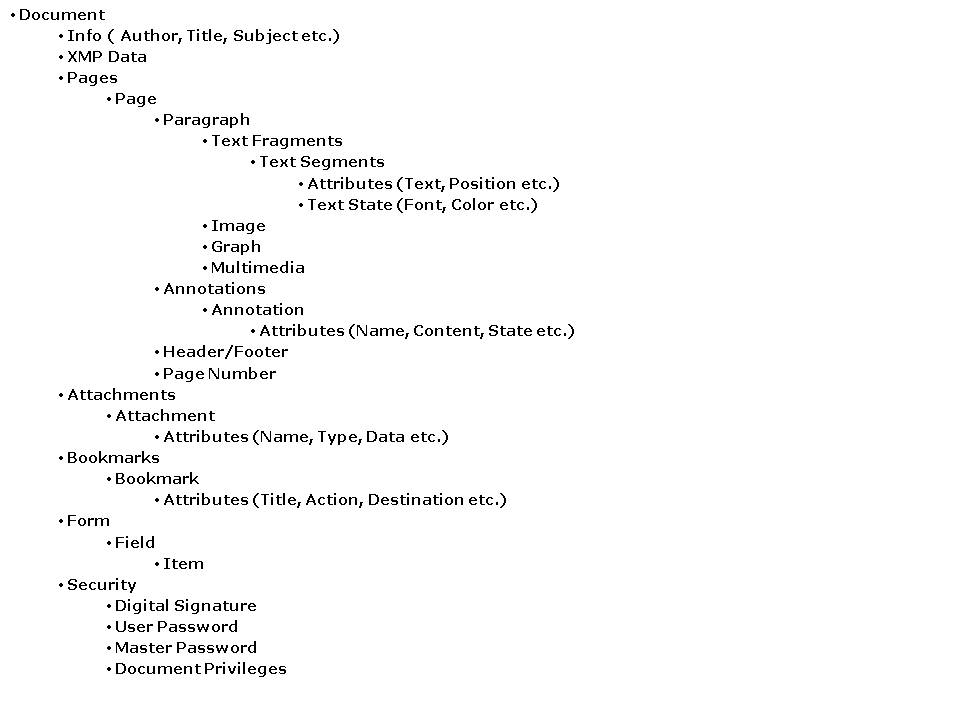 • Document
• Info ( Author, Title, Subject etc.)
• XMP Data
• Pages
• Page
• Paragraph
• Text Fragments
• Text Segments
• Attributes (Text, Position etc.)
• Text State (Font, Color etc.)
• Image
• Graph
• Multimedia
• Annotations
• Annotation
• Attributes (Name, Content, State etc.)
• Header/Footer
• Page Number
• Attachments
• Attachment
• Attributes (Name, Type, Data etc.)
• Bookmarks
• Bookmark
• Attributes (Title, Action, Destination etc.)
• Form
• Field
• Item
• Security
• Digital Signature
• User Password
• Master Password
• Document Privileges